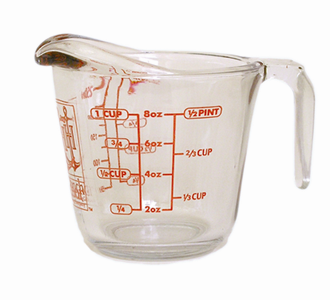 1 CUP 8oz 1/2 PINT
3/4 6oz
2/3 CUP
1/2 CUP 4oz
1/3 CUP
1/4 2oz